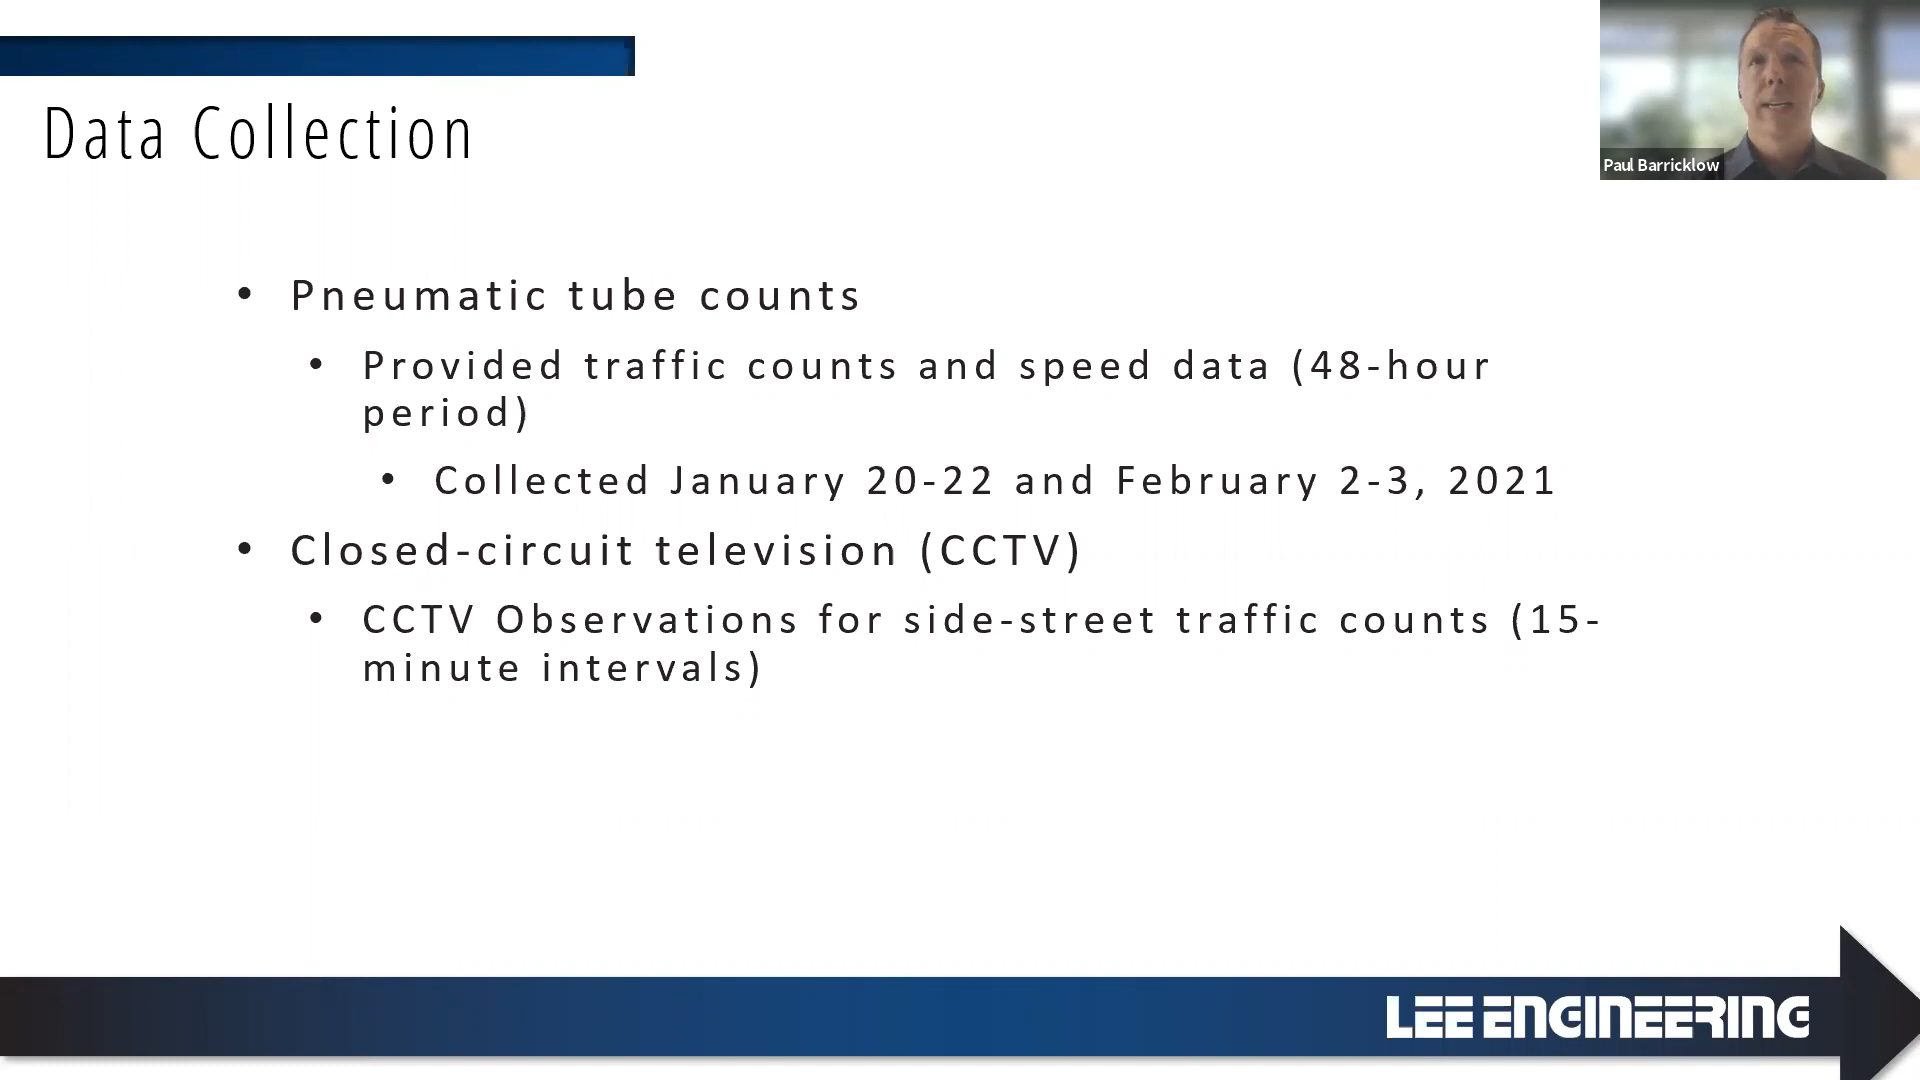 Data Collection
Paul Barricklow
• Pneumatic tube counts
• Provided traffic counts and speed data (48-hour
period)
• Collected January 20-22 and February 2-3, 2021
• Closed-circuit television (CCTV)
• CCTV Observations for side-street traffic counts (15-
minute intervals)
LEE ENGINEERING